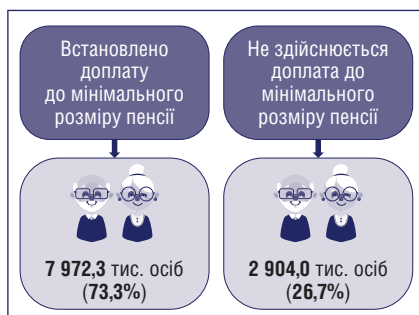 Встановлено
доплату
до мінімального
розміру пенсії
Не здійснюється
доплата до
мінімального
розміру пенсії
7 972,3 тис. осіб
(73,3%)
2 904,0 тис. осіб
(26,7%)